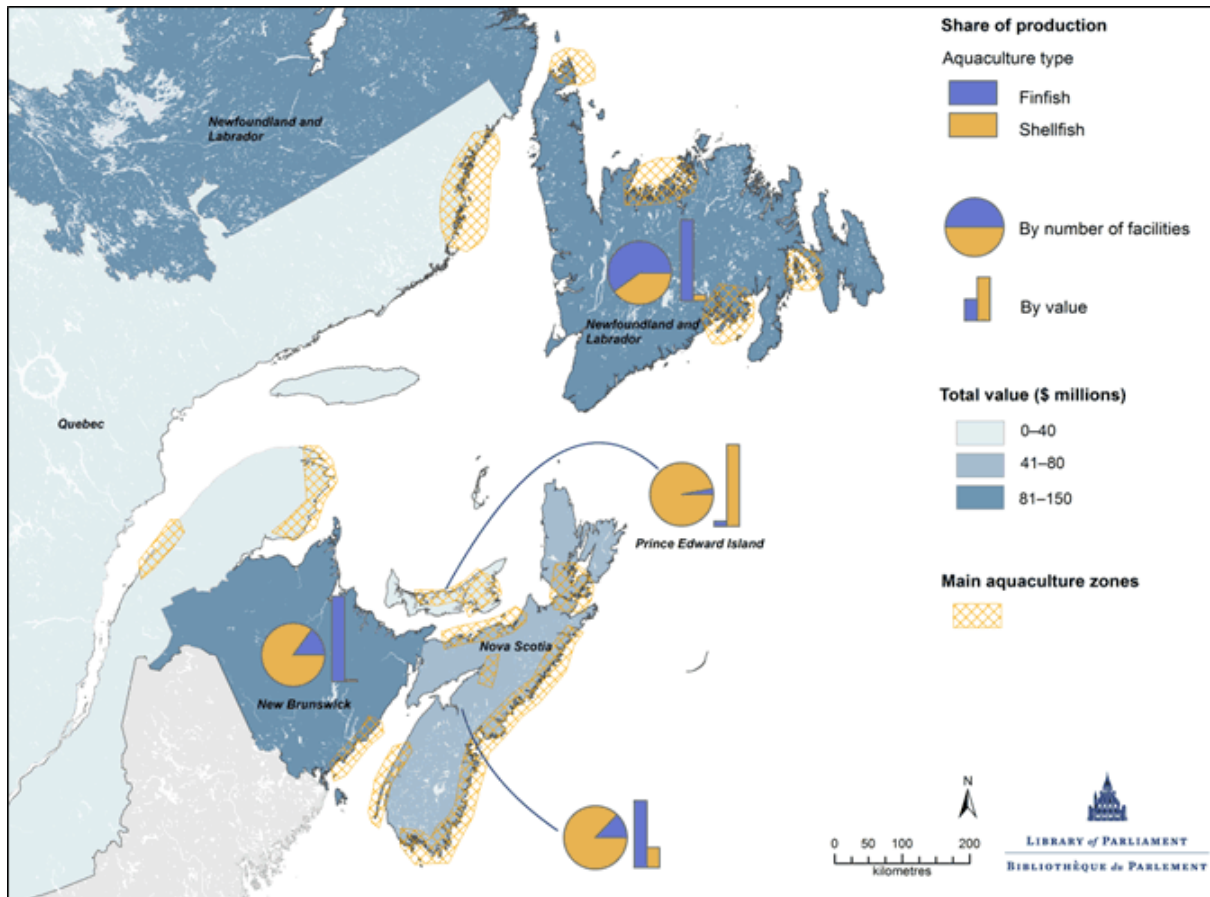 Newfoundland and
Labrador
Quebec
Newfoundland and
Labrador
Prince Edward Island
Nova Scotia
New Brunswick
Share of production
Aquaculture type
Finfish
Shellfish
By number of facilities
By value
Total value ($ millions)
0–40
41–80
81–150
Main aquaculture zones
N
0 50 100 200
kilometres
LIBRARY of PARLIAMENT
BIBLIOTHÈQUE du PARLEMENT